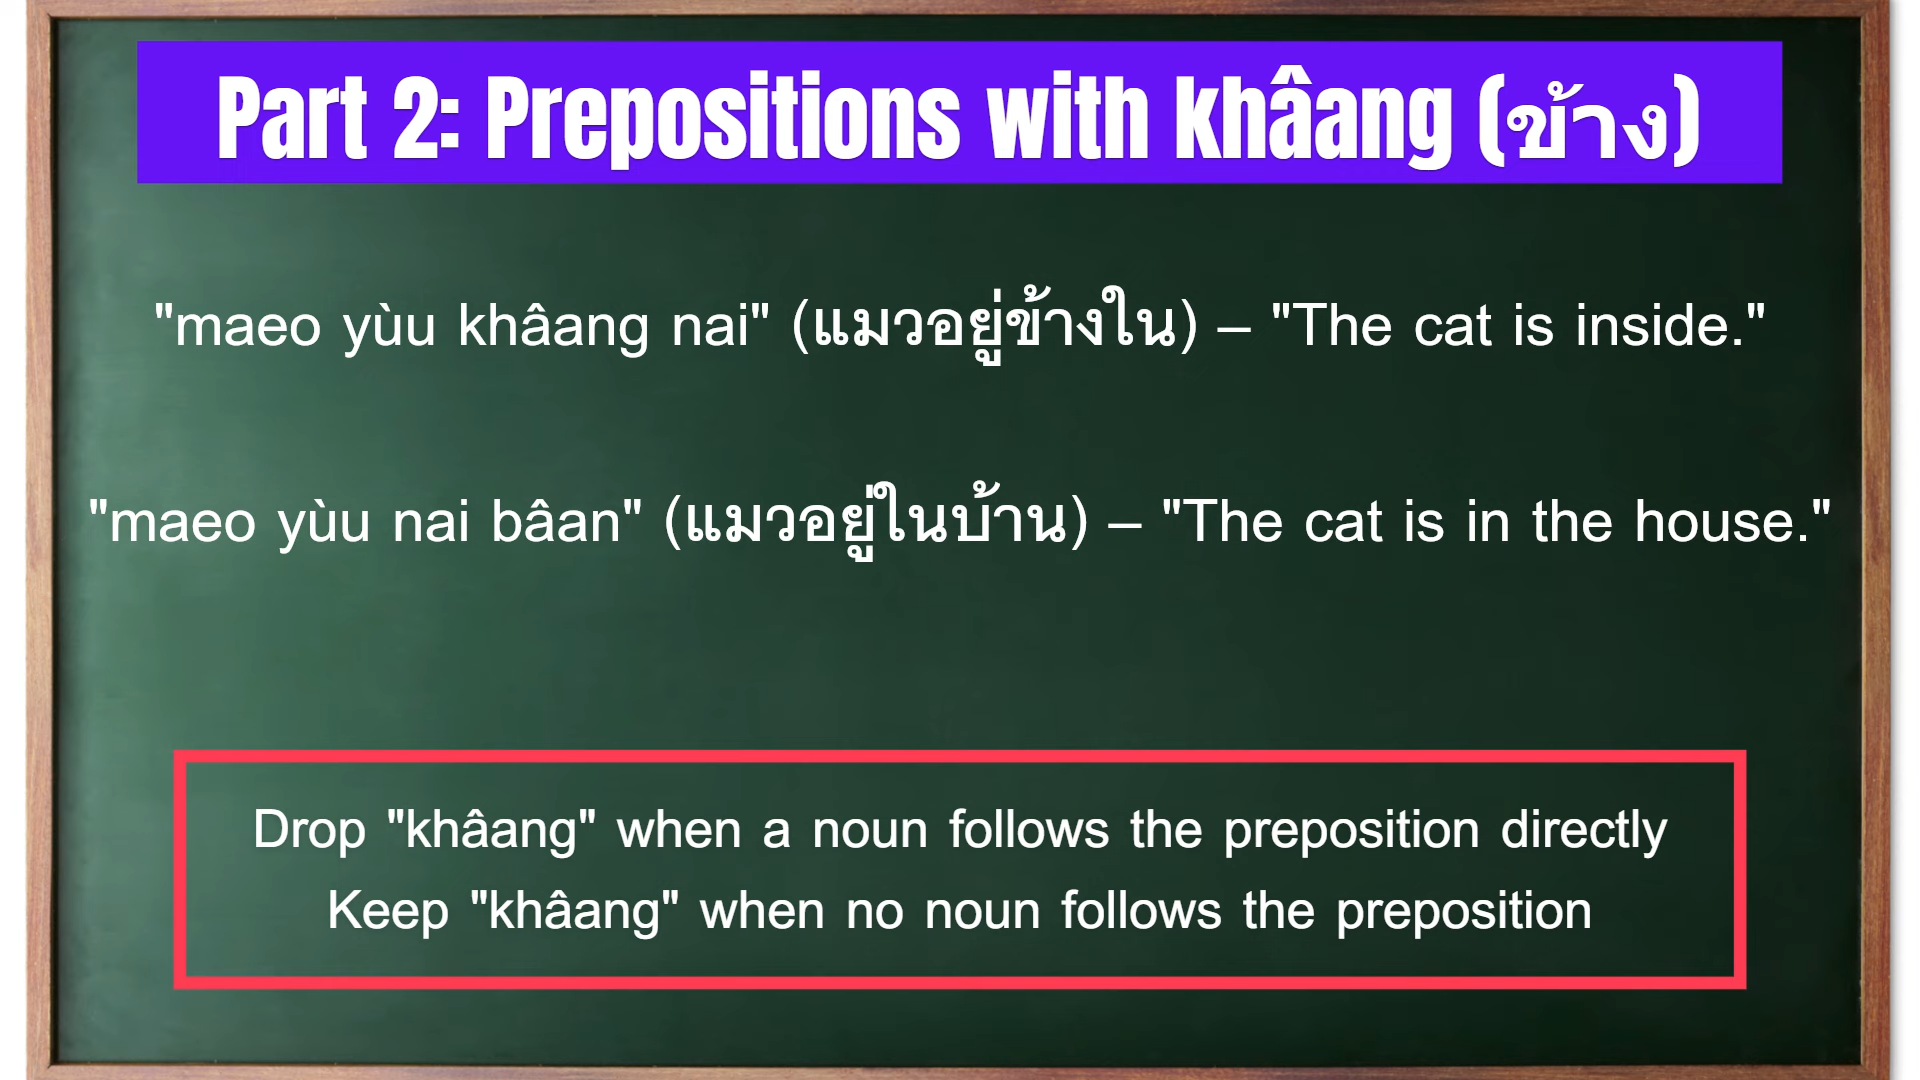 Part 2: Prepositions with khâang (ข้าง)
"maeo yùu khâang nai" (แมวอยู่ข้างใน) – "The cat is inside."
"maeo yùu nai bâan" (แมวอยู่ในบ้าน) – "The cat is in the house."
Drop "khâang" when a noun follows the preposition directly
Keep "khâang" when no noun follows the preposition